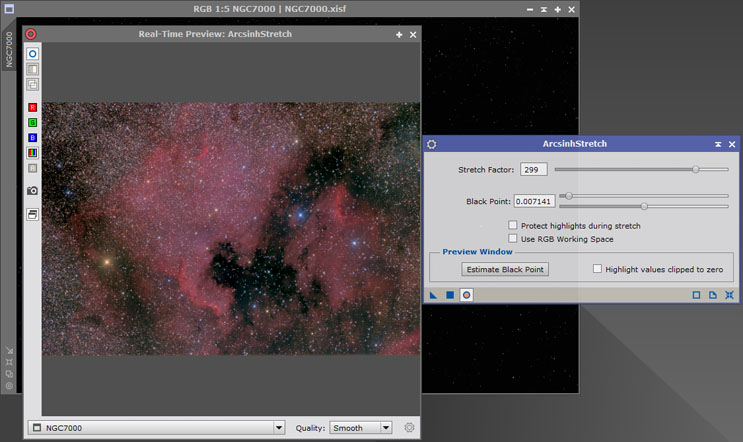 RGB 1:5 NGC7000 | NGC7000.xisf
NGC7000
Real-Time Preview: ArcsinhStretch
R
G
B
ArcsinhStretch
Stretch Factor: 299
Black Point: 0.007141
Protect highlights during stretch
Use RGB Working Space
Preview Window
Estimate Black Point
Highlight values clipped to zero
NGC7000
Quality: Smooth